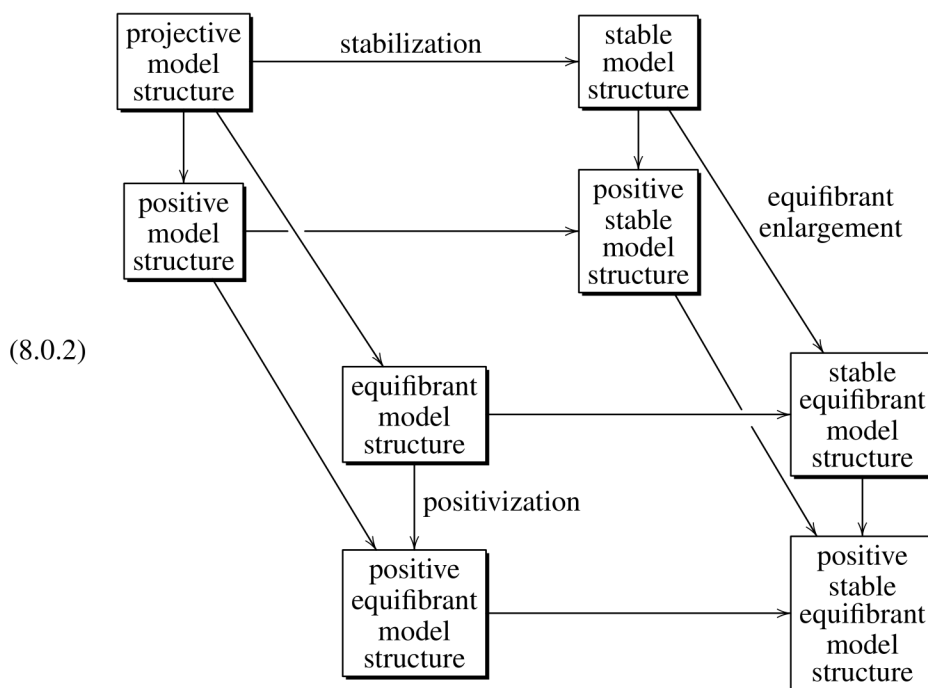 projective
model
structure
stabilization
stable
model
structure
positive
model
structure
positive
stable
model
structure
equifibrant
enlargement
(8.0.2)
equifibrant
model
structure
stable
equifibrant
model
structure
positivization
positive
equifibrant
model
structure
positive
stable
equifibrant
model
structure